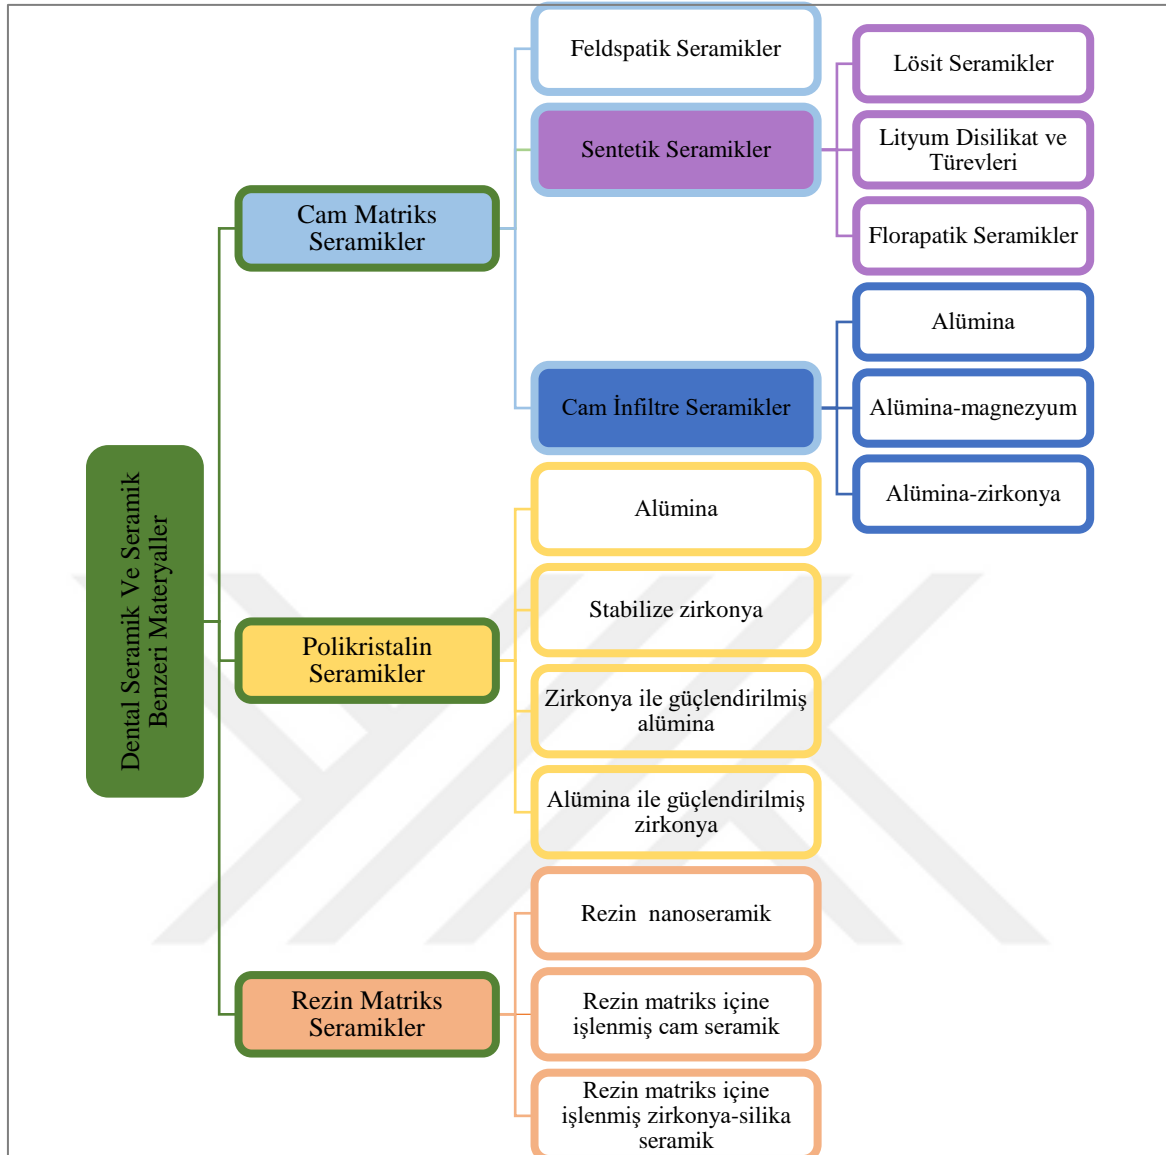 Dental Seramik Ve Seramik
Benzeri Materyaller
Cam Matriks
Seramikler
Feldspatik Seramikler
Sentetik Seramikler
Lösit Seramikler
Lityum Disilikat ve
Türevleri
Florapatik Seramikler
Cam İnfiltre Seramikler
Alümina
Alümina-magnezyum
Alümina-zirkonya
Polikristalin
Seramikler
Alümina
Stabilize zirkonya
Zirkonya ile güçlendirilmiş
alümina
Alümina ile güçlendirilmiş
zirkonya
Rezin Matriks
Seramikler
Rezin nanoseramik
Rezin matriks içine
işlenmiş cam seramik
Rezin matriks içine
işlenmiş zirkonya-silika
seramik